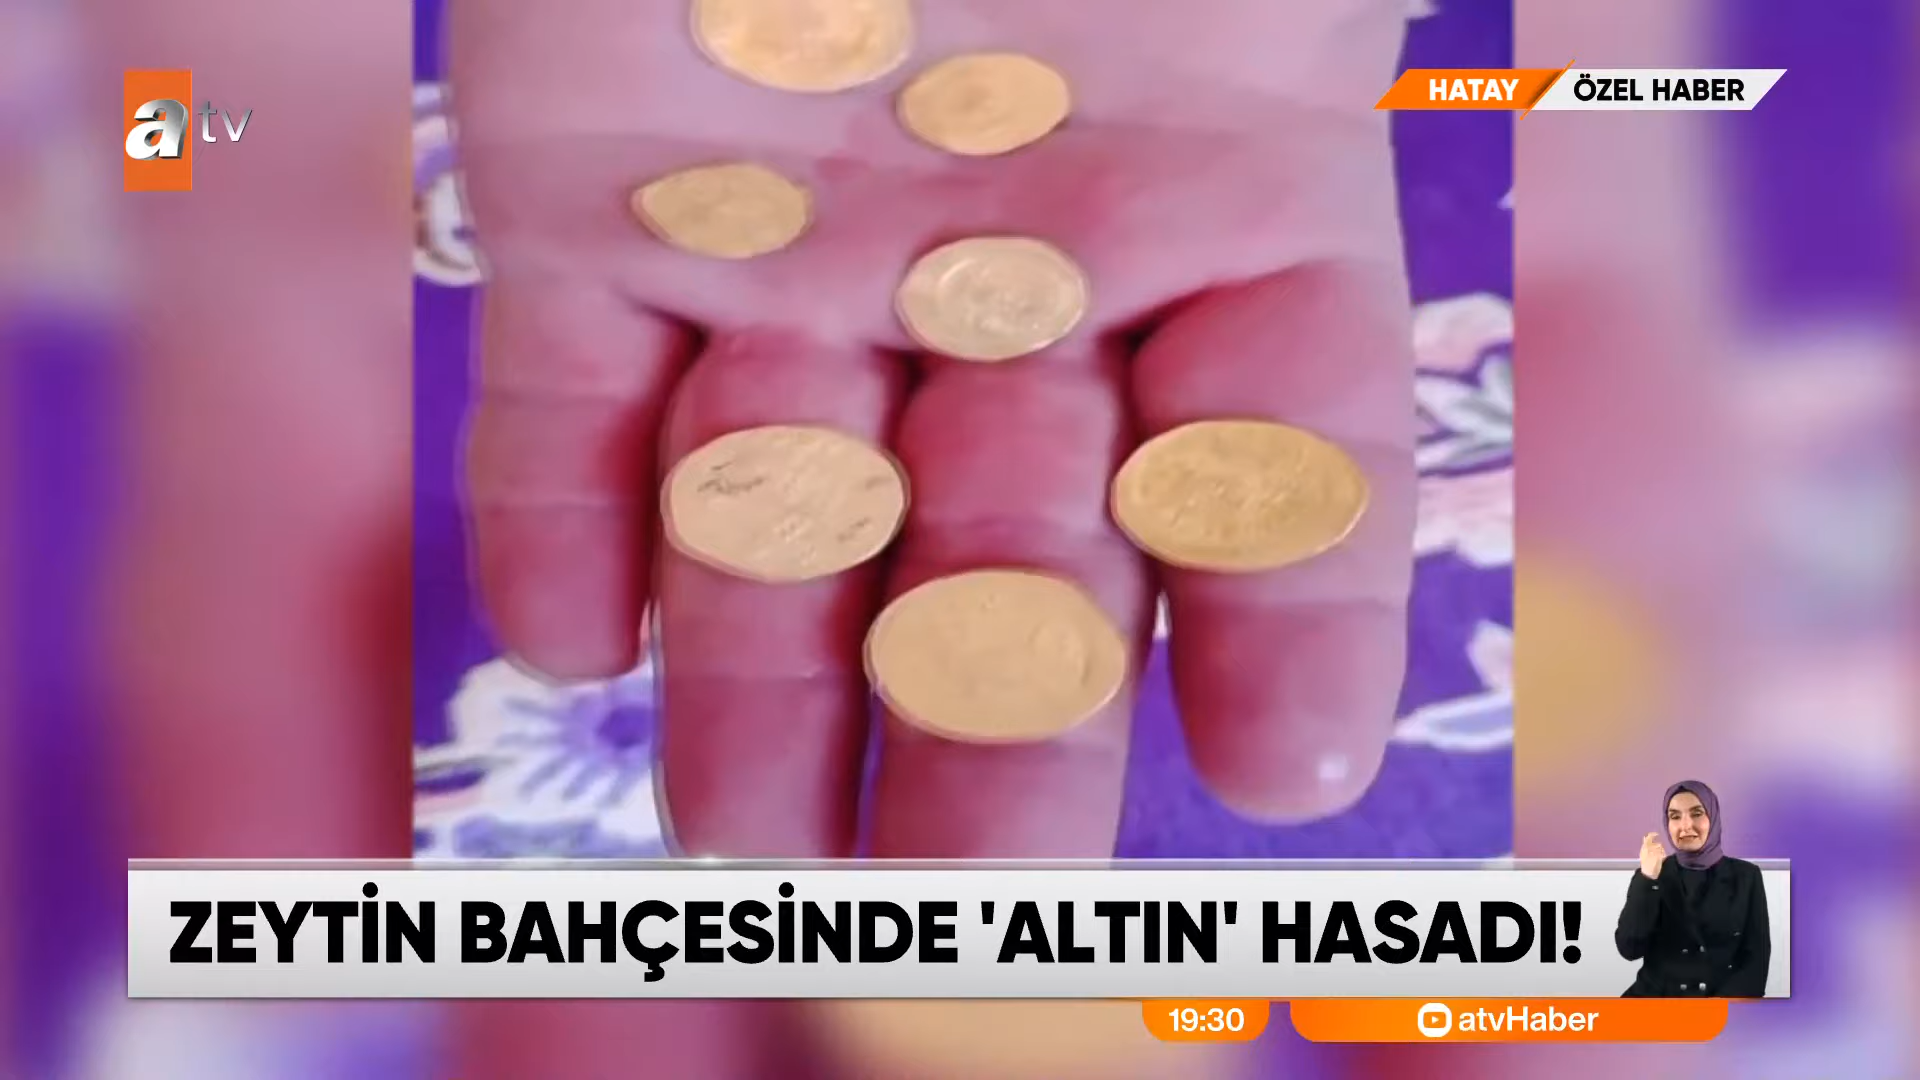 atv
HATAY
ÖZEL HABER
ZEYTİN BAHÇESİNDE 'ALTIN' HASADI!
19:30
atvHaber